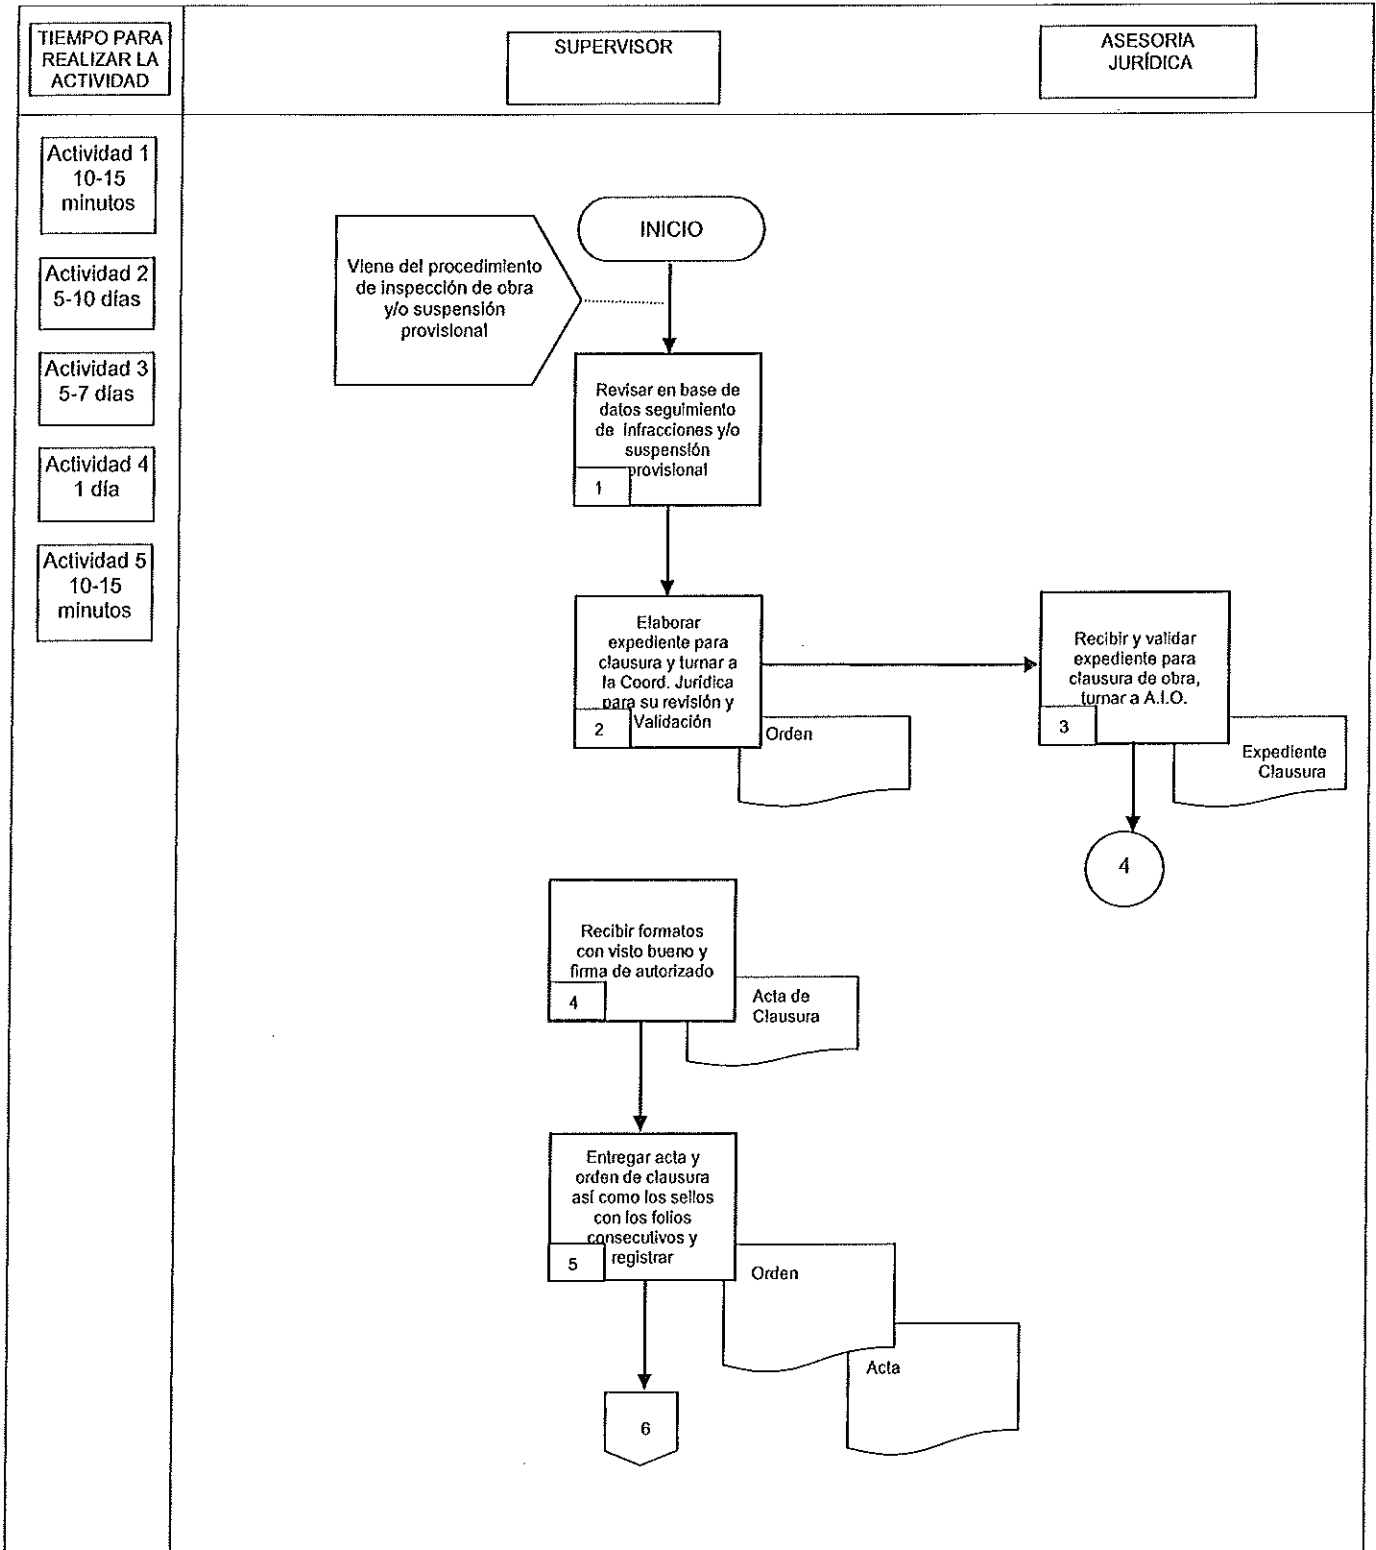 TIEMPO PARA
REALIZAR LA
ACTIVIDAD
SUPERVISOR
ASESORIA
JURÍDICA
Actividad 1
10-15
minutos
Actividad 2
5-10 días
Actividad 3
5-7 días
Actividad 4
1 día
Actividad 5
10-15
minutos
INICIO
Viene del procedimiento
de inspección de obra
y/o suspensión
provisional
Revisar en base de
datos seguimiento
de infracciones y/o
suspensión
provisional
1
Elaborar
expediente para
clausura y turnar a
la Coord. Jurídica
para su revisión y
Validación
2
Orden
Recibir y validar
expediente para
clausura de obra,
turnar a A.I.O.
3
Expediente
Clausura
4
Recibir formatos
con visto bueno y
firma de autorizado
4
Acta de
Clausura
Entregar acta y
orden de clausura
así como los sellos
con los folios
consecutivos y
registrar
5
Orden
Acta
6